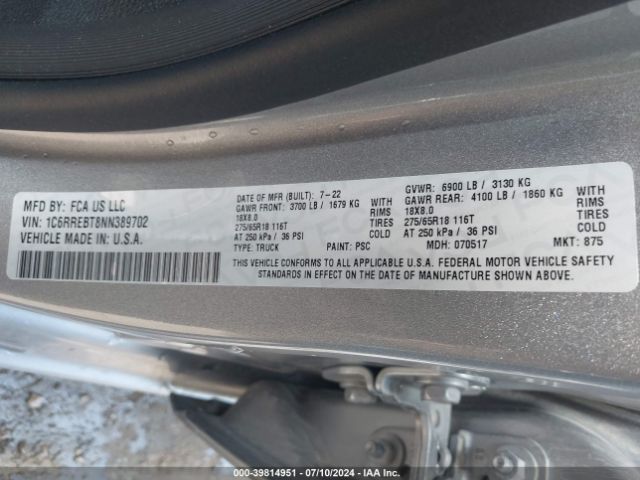 MFD BY: FCA US LLC
VIN: 1C6RREBT8NN389702
VEHICLE MADE IN: U.S.A.
DATE OF MFR (BUILT): 7-22
GAWR FRONT: 3700 LB / 1679 KG WITH
18X8.0 RIMS
275/65R18 116T TIRES
AT 250 kPa / 36 PSI COLD
TYPE: TRUCK PAINT: PSC
GVWR: 6900 LB / 3130 KG
GAWR REAR: 4100 LB / 1860 KG WITH
18X8.0 RIMS
275/65R18 116T TIRES
AT 250 kPa / 36 PSI COLD
MDH: 070517 MKT: 875
THIS VEHICLE CONFORMS TO ALL APPLICABLE U.S.A. FEDERAL MOTOR VEHICLE SAFETY
STANDARDS IN EFFECT ON THE DATE OF MANUFACTURE SHOWN ABOVE.
000-39814951 - 07/10/2024 - IAA Inc.